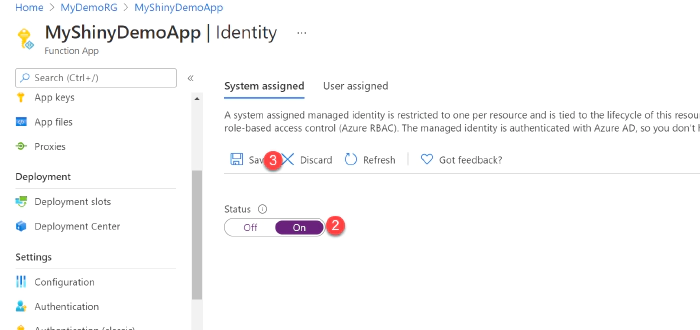 Home > MyDemoRG > MyShinyDemoApp
MyShinyDemoApp | Identity ...
Function App
Search (Ctrl+/) «
App keys
App files
Proxies
Deployment
Deployment slots
Deployment Center
Settings
Configuration
Authentication
Authentication (classic)
System assigned User assigned
A system assigned managed identity is restricted to one per resource and is tied to the lifecycle of this resou
role-based access control (Azure RBAC). The managed identity is authenticated with Azure AD, so you don't h
Sav 3 Discard Refresh Got feedback?
Status
Off On 2